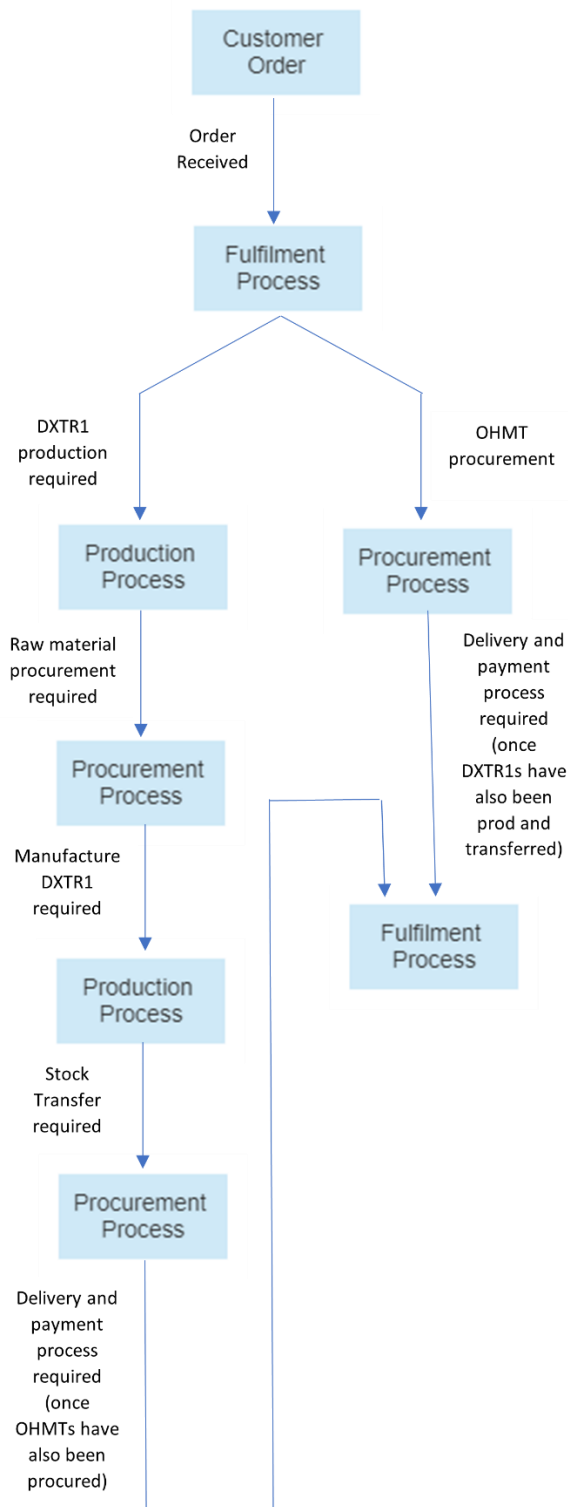 Customer
Order
Order
Received
Fulfilment
Process
DXTR1
production
required
OHMT
procurement
Production
Process
Procurement
Process
Raw material
procurement
required
Delivery and
payment
process
required
(once
DXTR1s have
also been
prod and
transferred)
Procurement
Process
Manufacture
DXTR1
required
Fulfilment
Process
Production
Process
Stock
Transfer
required
Procurement
Process
Delivery and
payment
process
required
(once
OHMTs have
also been
procured)